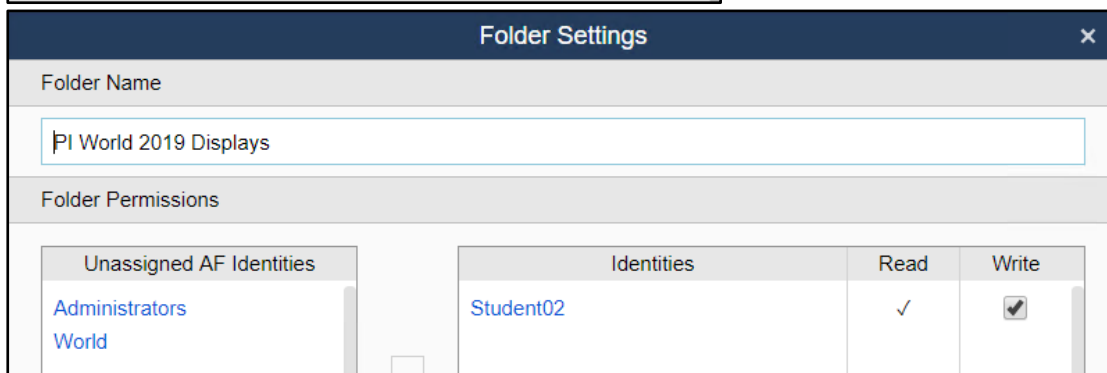 Folder Settings ×
Folder Name
PI World 2019 Displays
Folder Permissions
Unassigned AF Identities Identities Read Write
Administrators Student02 ✓
World